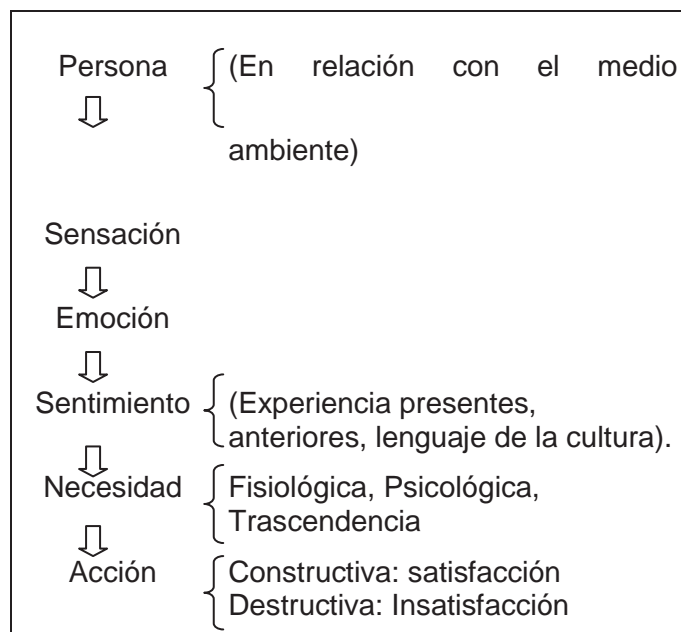 Persona (En relación con el medio
ambiente)
Sensación
Emoción
Sentimiento (Experiencia presentes,
anteriores, lenguaje de la cultura).
Necesidad Fisiológica, Psicológica,
Trascendencia
Acción Constructiva: satisfacción
Destructiva: Insatisfacción